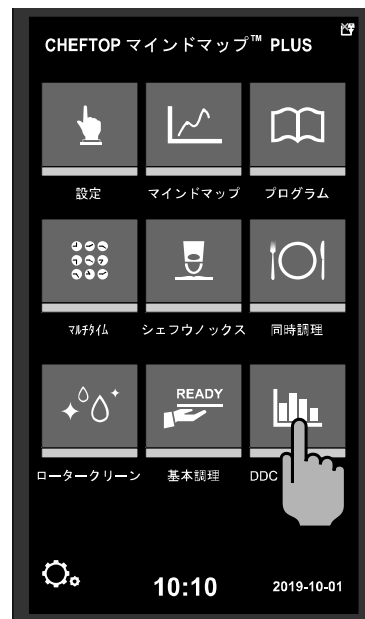 CHEFTOP マインドマップ™ PLUS
設定
マインドマップ
プログラム
マルチタイム
シェフウノックス
同時調理
READY
ロータークリーン
基本調理
DDC
10:10
2019-10-01